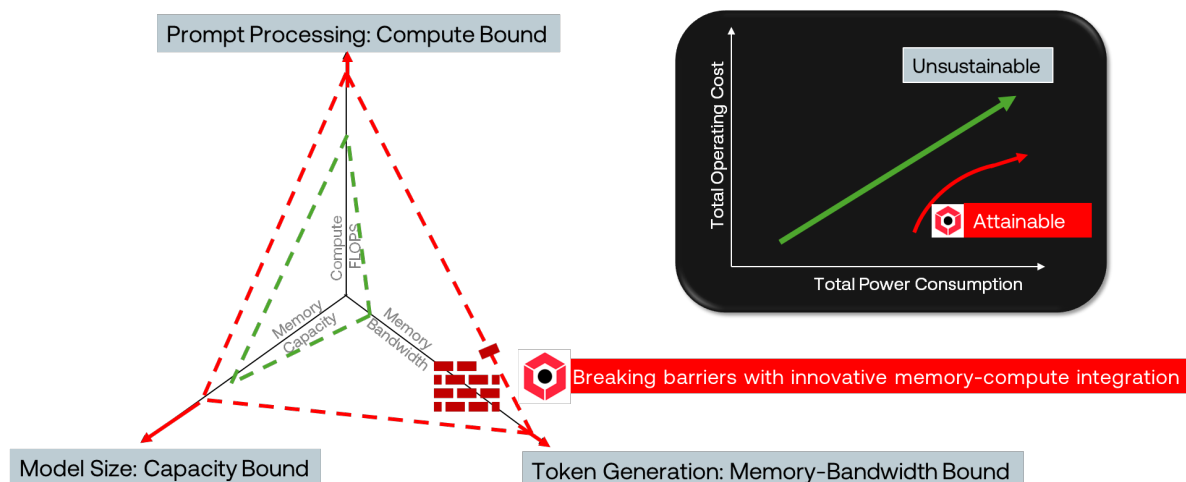 Prompt Processing: Compute Bound
Compute
FLOPS
Memory
Capacity
Memory
Bandwidth
Model Size: Capacity Bound
Token Generation: Memory-Bandwidth Bound
Breaking barriers with innovative memory-compute integration
Total Operating Cost
Unsustainable
Attainable
Total Power Consumption